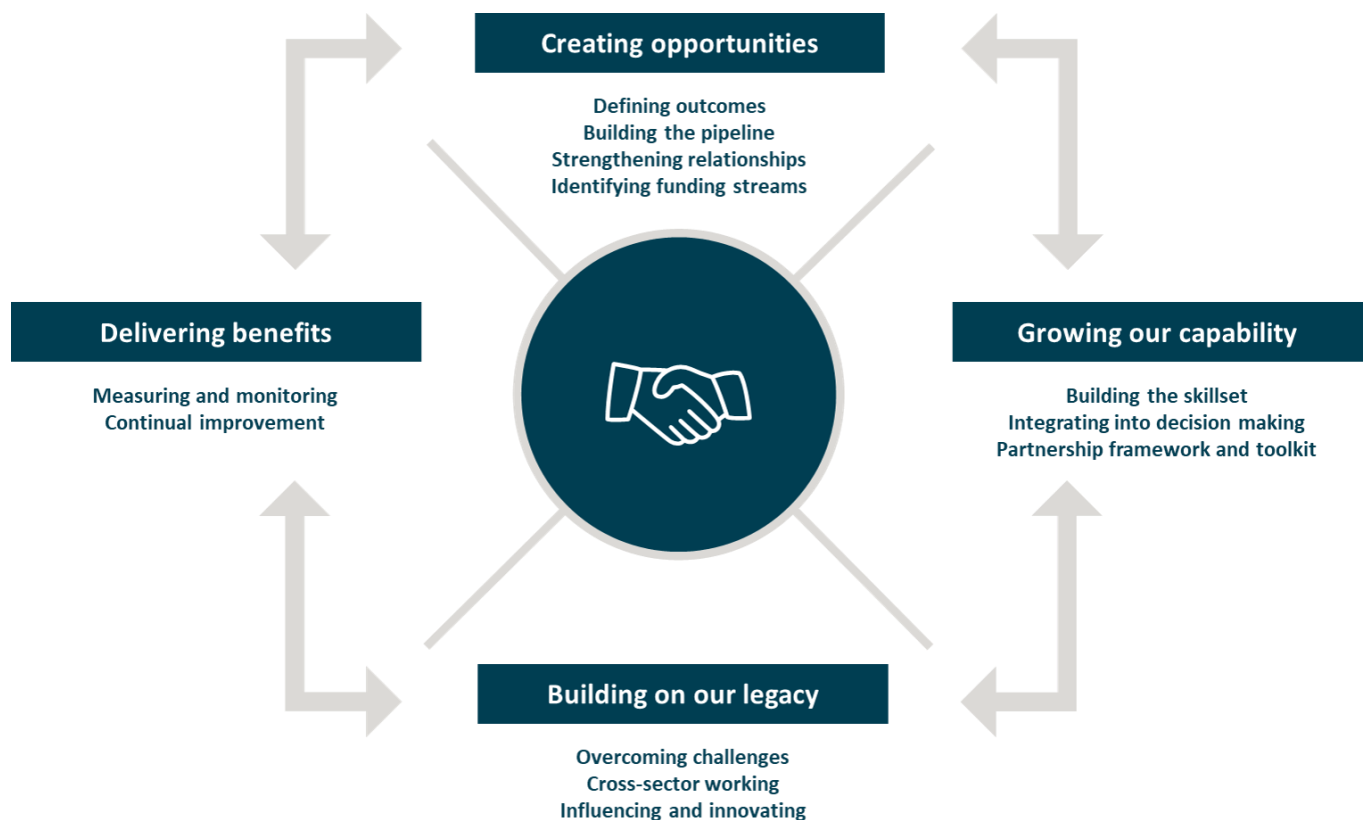 Creating opportunities
Defining outcomes
Building the pipeline
Strengthening relationships
Identifying funding streams
Delivering benefits
Measuring and monitoring
Continual improvement
Growing our capability
Building the skillset
Integrating into decision making
Partnership framework and toolkit
Building on our legacy
Overcoming challenges
Cross-sector working
Influencing and innovating